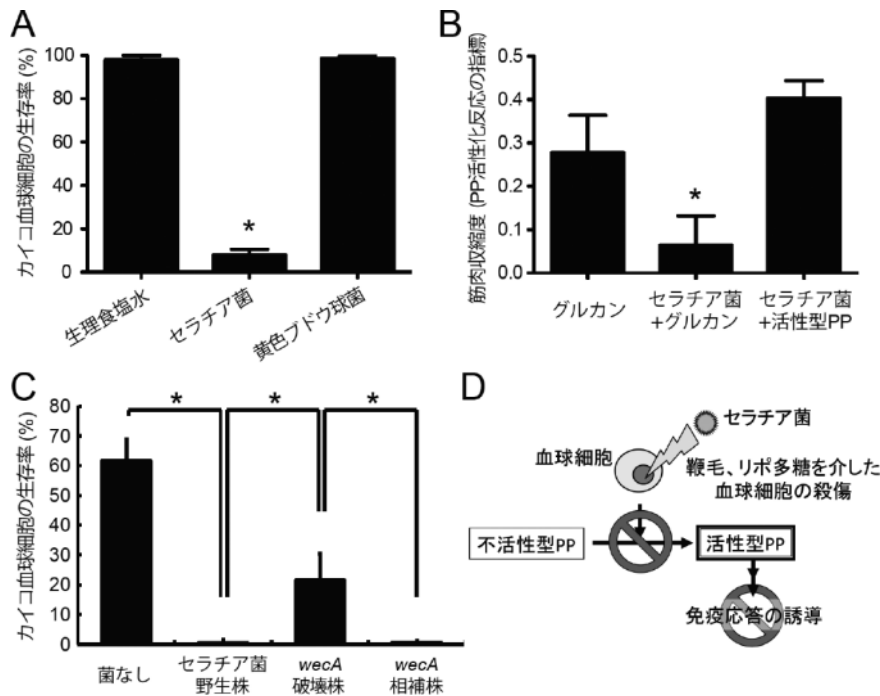 A
カイコ血球細胞の生存率 (%)
100
80
60
40
20
0
*
生理食塩水
セラチア菌
黄色ブドウ球菌
B
筋肉収縮度 (PP活性化反応の指標)
0.5
0.4
0.3
0.2
0.1
0.0
*
グルカン
セラチア菌
+グルカン
セラチア菌
+活性型PP
C
カイコ血球細胞の生存率 (%)
80
70
60
50
40
30
20
10
0
*
*
*
菌なし
セラチア菌
野生株
wecA
破壊株
wecA
相補株
D
セラチア菌
血球細胞
鞭毛、リポ多糖を介した
血球細胞の殺傷
不活性型PP
活性型PP
免疫応答の誘導